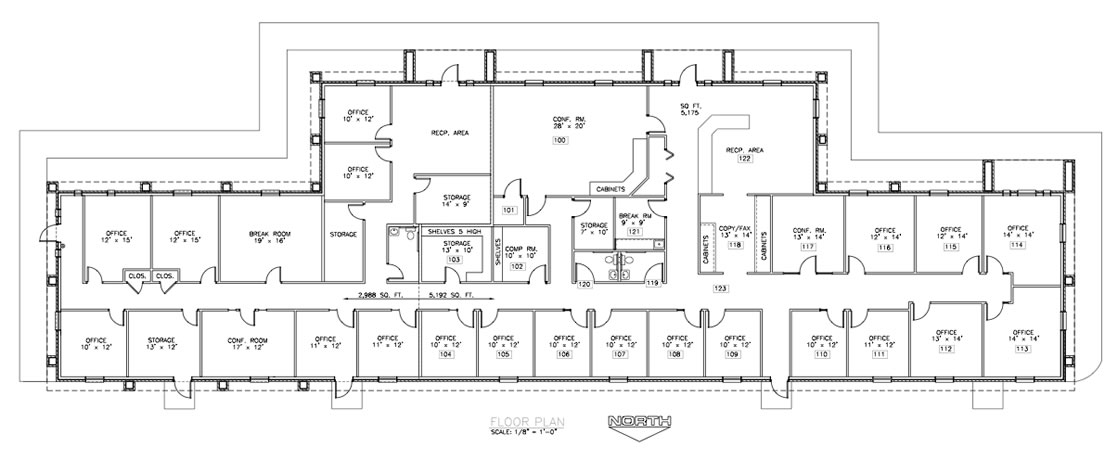 OFFICE
10' x 12'
RECP. AREA
CONF. RM.
28' x 20'
100
SQ FT.
5,175
RECP. AREA
122
OFFICE
10' x 12'
STORAGE
14' x 9'
CABINETS
101
OFFICE
12' x 15'
OFFICE
12' x 15'
BREAK ROOM
19' x 16'
STORAGE
SHELVES 5 HIGH
STORAGE
13' x 10'
103
SHELVES
COMP RM.
10' x 10'
102
STORAGE
7' x 10'
BREAK RM
9' x 9'
121
CABINETS
COPY/FAX
13' x 14'
118
CABINETS
CONF. RM.
13' x 14'
117
OFFICE
12' x 14'
116
OFFICE
12' x 14'
115
OFFICE
14' x 14'
114
CLOS.
CLOS.
120
119
123
2,988 SQ. FT.
5,192 SQ. FT.
OFFICE
10' x 12'
STORAGE
13' x 12'
CONF. ROOM
17' x 12'
OFFICE
11' x 12'
OFFICE
11' x 12'
OFFICE
10' x 12'
104
OFFICE
10' x 12'
105
OFFICE
10' x 12'
106
OFFICE
10' x 12'
107
OFFICE
10' x 12'
108
OFFICE
10' x 12'
109
OFFICE
10' x 12'
110
OFFICE
11' x 12'
111
OFFICE
13' x 14'
112
OFFICE
14' x 14'
113
FLOOR PLAN
SCALE: 1/8" = 1'-0"
NORTH